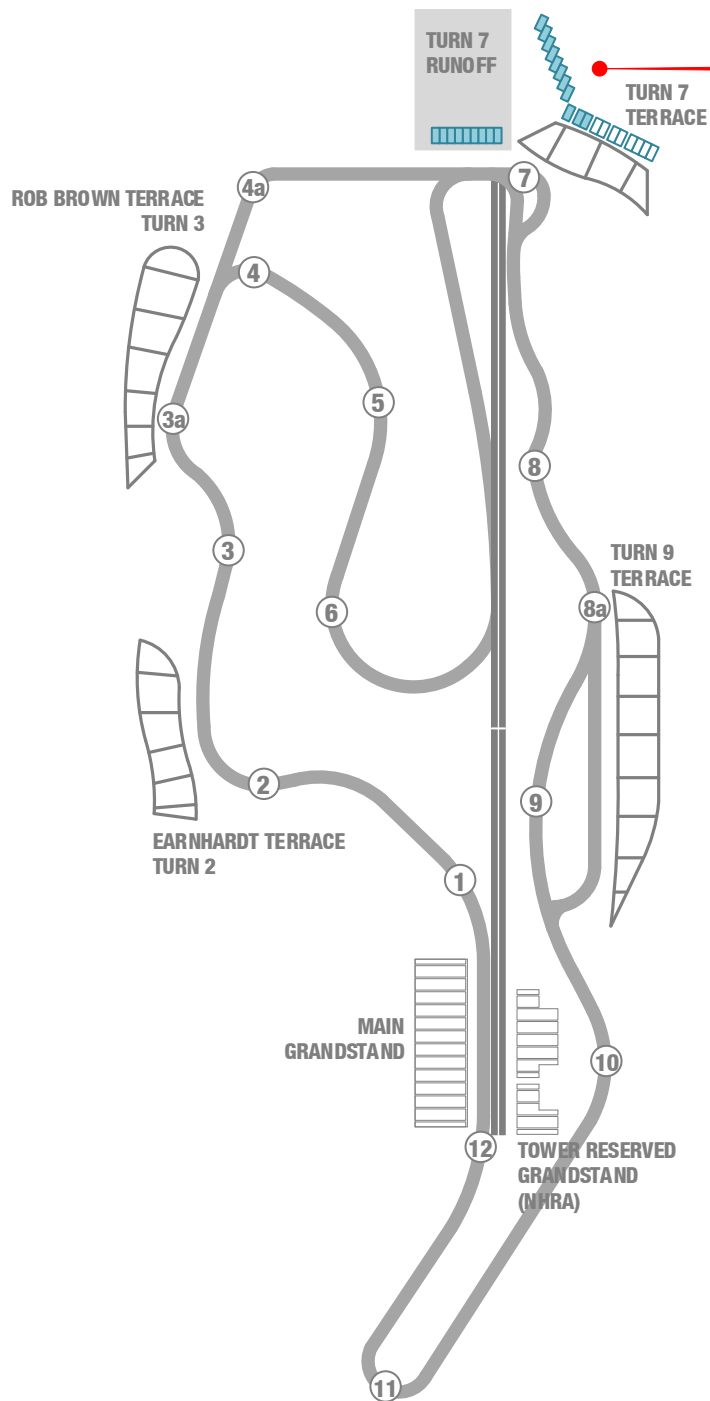 TURN 7
RUNOFF
TURN 7
TERRACE
7
4a
ROB BROWN TERRACE
TURN 3
4
5
3a
8
3
TURN 9
TERRACE
8a
6
2
9
EARNHARDT TERRACE
TURN 2
1
MAIN
GRANDSTAND
10
12
TOWER RESERVED
GRANDSTAND
(NHRA)
11